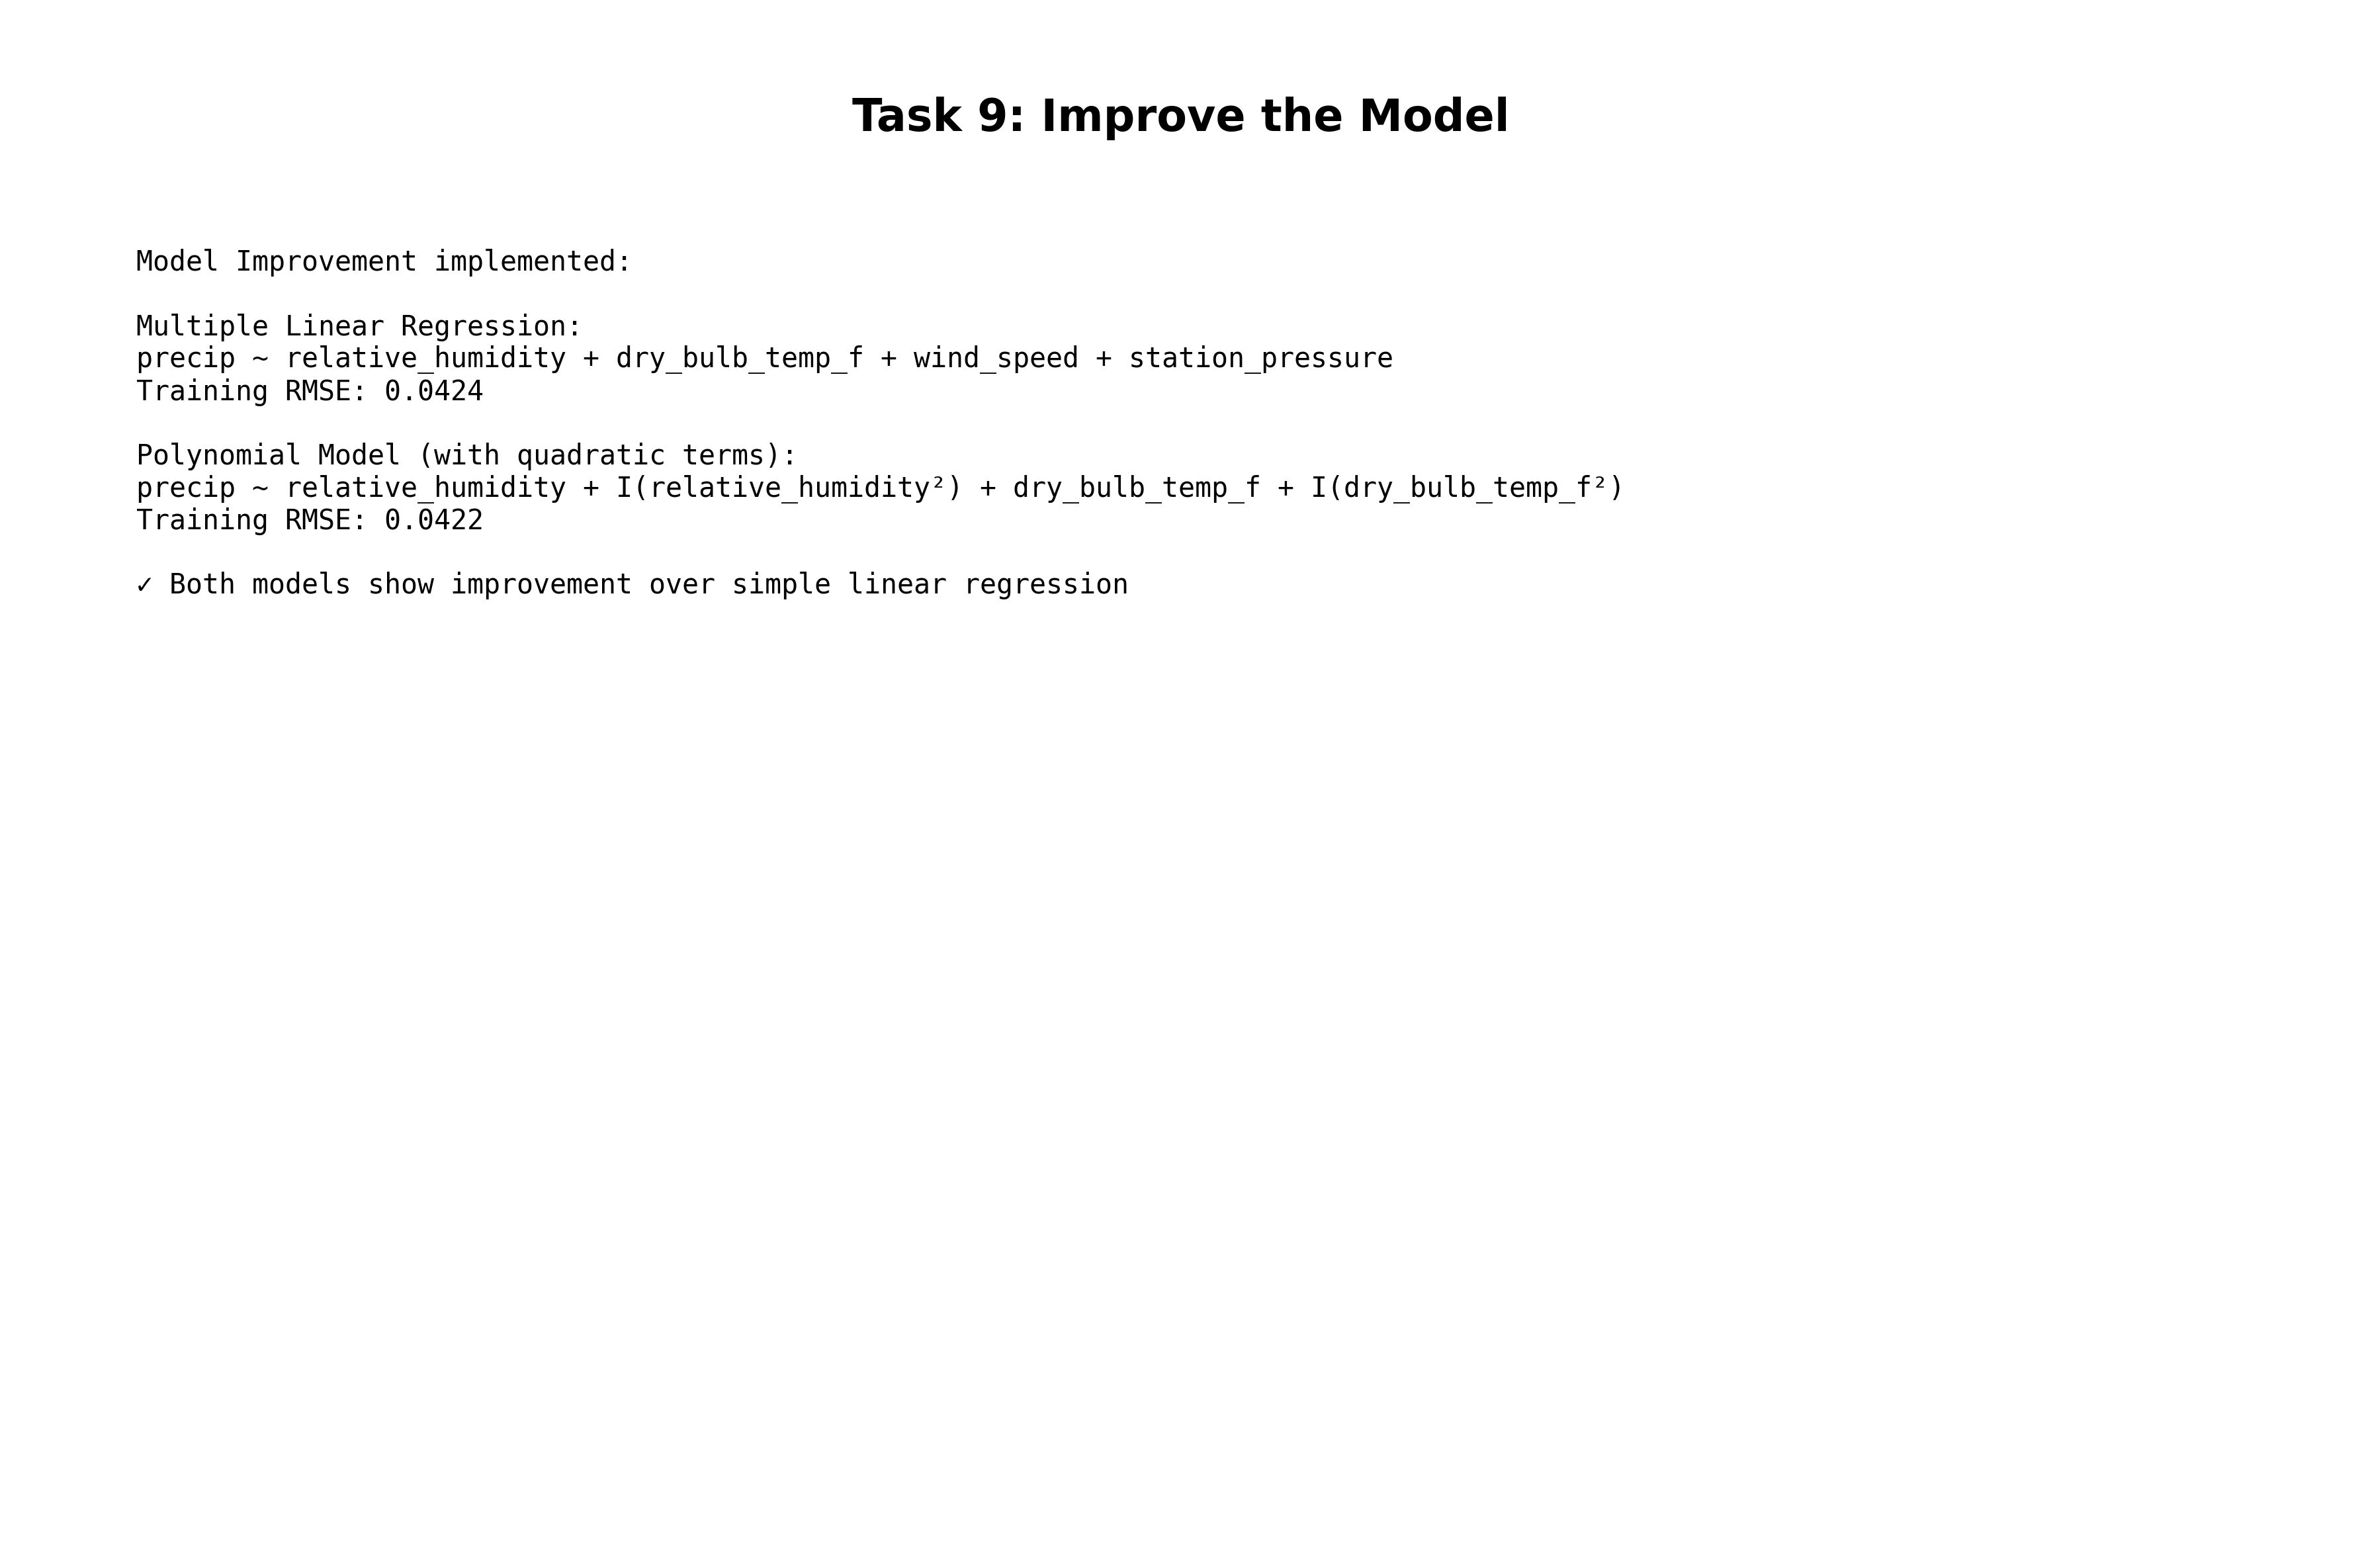 Task 9: Improve the Model
Model Improvement implemented:
Multiple Linear Regression:
precip ~ relative_humidity + dry_bulb_temp_f + wind_speed + station_pressure
Training RMSE: 0.0424
Polynomial Model (with quadratic terms):
precip ~ relative_humidity + I(relative_humidity²) + dry_bulb_temp_f + I(dry_bulb_temp_f²)
Training RMSE: 0.0422
✓ Both models show improvement over simple linear regression